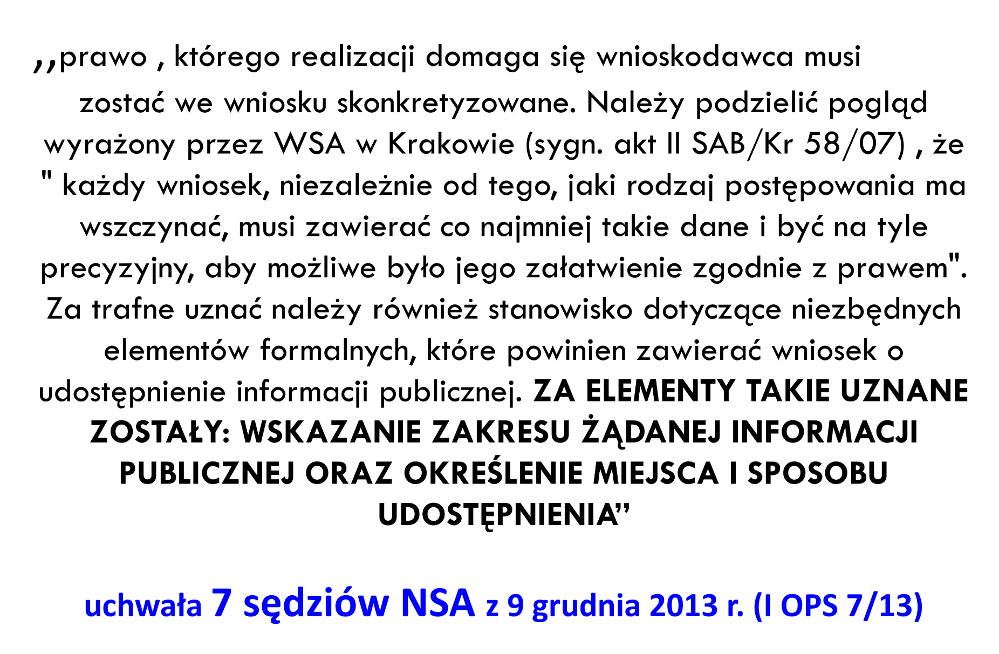 ,,prawo , którego realizacji domaga się wnioskodawca musi
zostać we wniosku skonkretyzowane. Należy podzielić pogląd
wyrażony przez WSA w Krakowie (sygn. akt II SAB/Kr 58/07) , że
" każdy wniosek, niezależnie od tego, jaki rodzaj postępowania ma
wszczynać, musi zawierać co najmniej takie dane i być na tyle
precyzyjny, aby możliwe było jego załatwienie zgodnie z prawem".
Za trafne uznać należy również stanowisko dotyczące niezbędnych
elementów formalnych, które powinien zawierać wniosek o
udostępnienie informacji publicznej. ZA ELEMENTY TAKIE UZNANE
ZOSTAŁY: WSKAZANIE ZAKRESU ŻĄDANEJ INFORMACJI
PUBLICZNEJ ORAZ OKREŚLENIE MIEJSCA I SPOSOBU
UDOSTĘPNIENIA’’
uchwała 7 sędziów NSA z 9 grudnia 2013 r. (I OPS 7/13)